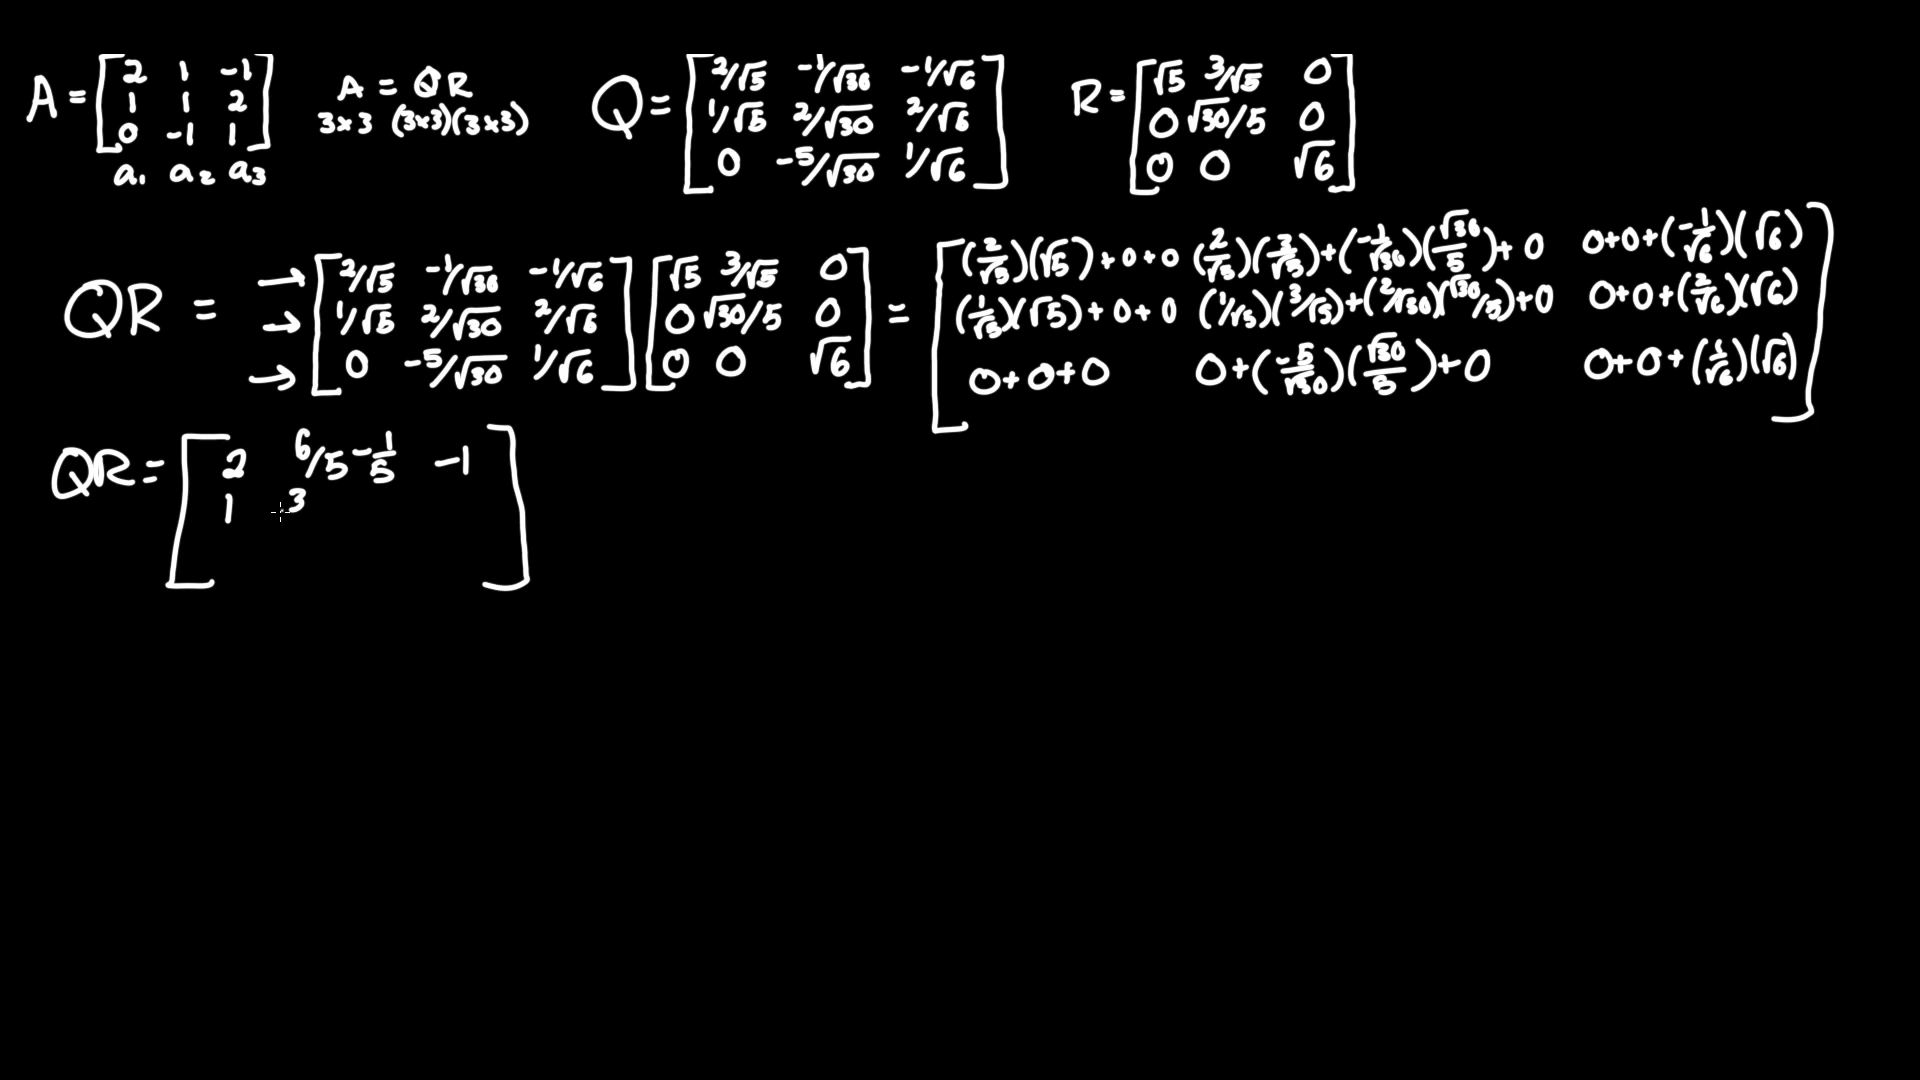 A = [2 1 -1; 1 1 2; 0 -1 1]
a₁ a₂ a₃
A = QR
3×3 (3×3)(3×3)
Q = [2/√5 -1/√30 -1/√6; 1/√5 2/√30 2/√6; 0 -5/√30 1/√6]
R = [√5 3/√5 0; 0 √30/5 0; 0 0 √6]
QR = → → → [2/√5 -1/√30 -1/√6; 1/√5 2/√30 2/√6; 0 -5/√30 1/√6] [√5 3/√5 0; 0 √30/5 0; 0 0 √6] = [(2/√5)(√5)+0+0 (2/√5)(3/√5)+(-1/√30)(√30/5)+0 0+0+(-1/√6)(√6); (1/√5)(√5)+0+0 (1/√5)(3/√5)+(2/√30)(√30/5)+0 0+0+(2/√6)(√6); 0+0+0 0+(-5/√30)(√30/5)+0 0+0+(1/√6)(√6)]
QR = [2 6/5-1/5 -1; 1 3]